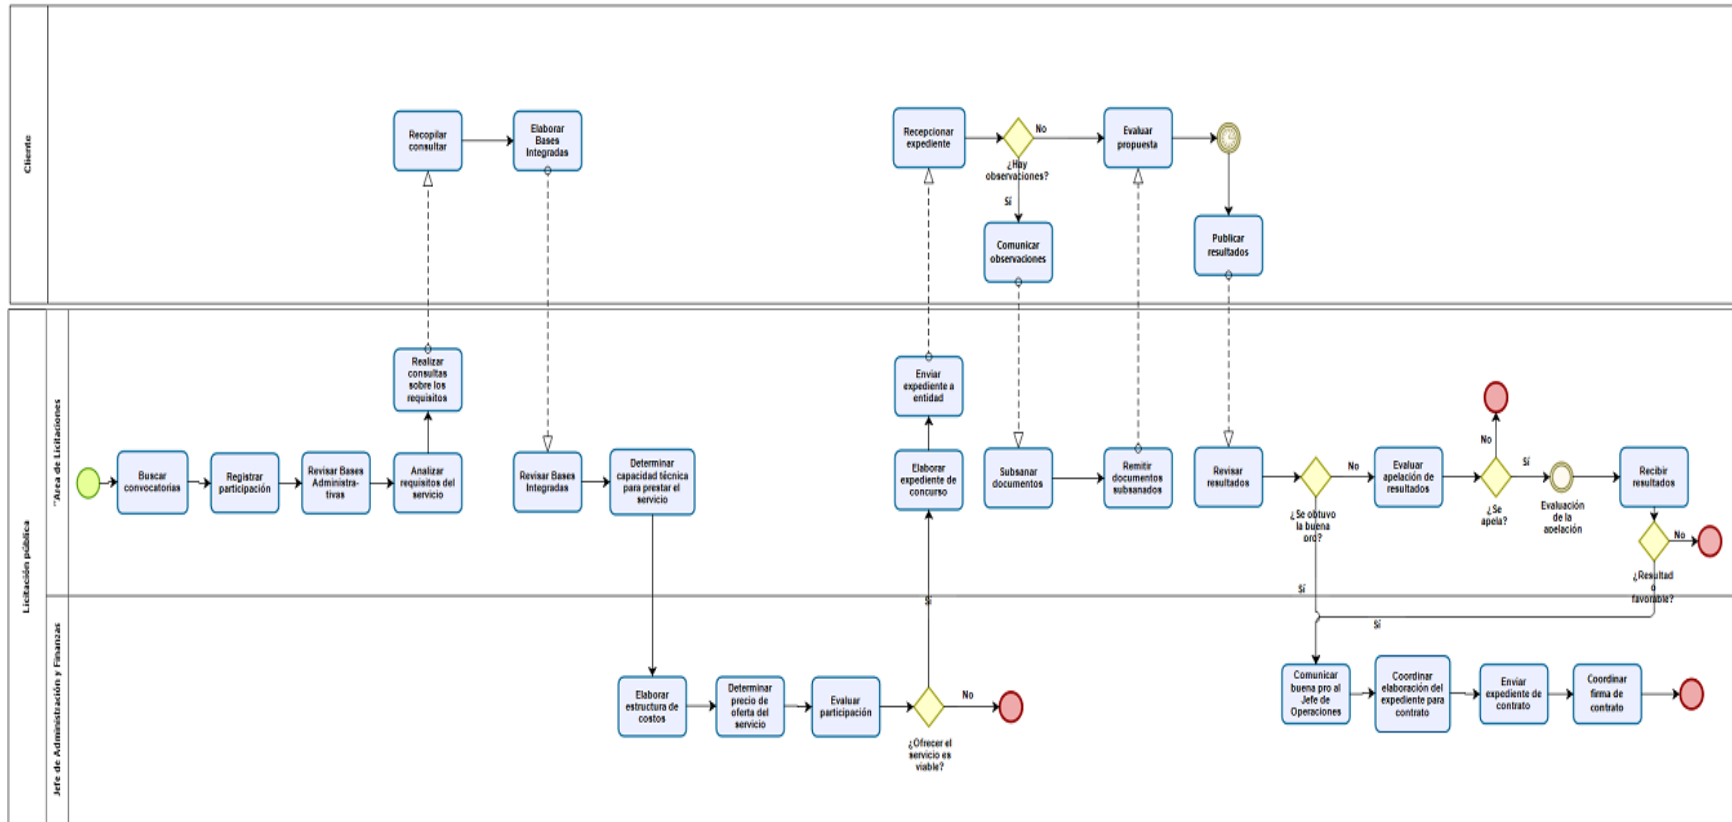 Cliente
Recopilar
consultar
Elaborar
Bases
Integradas
Recepcionar
expediente
No
¿Hay
observaciones?
Sí
Evaluar
propuesta
Comunicar
observaciones
Publicar
resultados
Licitación pública
"Área de Licitaciones
Realizar
consultas
sobre los
requisitos
Enviar
expediente a
entidad
Buscar
convocatorias
Registrar
participación
Revisar Bases
Administra-
tivas
Analizar
requisitos del
servicio
Revisar Bases
Integradas
Determinar
capacidad técnica
para prestar el
servicio
Elaborar
expediente de
concurso
Subsanar
documentos
Remitir
documentos
subsanados
Revisar
resultados
¿Se obtuvo
la buena
pro?
No
Evaluar
apelación de
resultados
No
¿Se
apela?
Sí
Evaluación
de la
apelación
Recibir
resultados
No
¿Resultad
o
favorable?
Sí
Sí
Sí
Jefe de Administración y Finanzas
Elaborar
estructura de
costos
Determinar
precio de
oferta del
servicio
Evaluar
participación
No
¿Ofrecer el
servicio es
viable?
Comunicar
buena pro al
Jefe de
Operaciones
Coordinar
elaboración del
expediente para
contrato
Enviar
expediente de
contrato
Coordinar
firma de
contrato